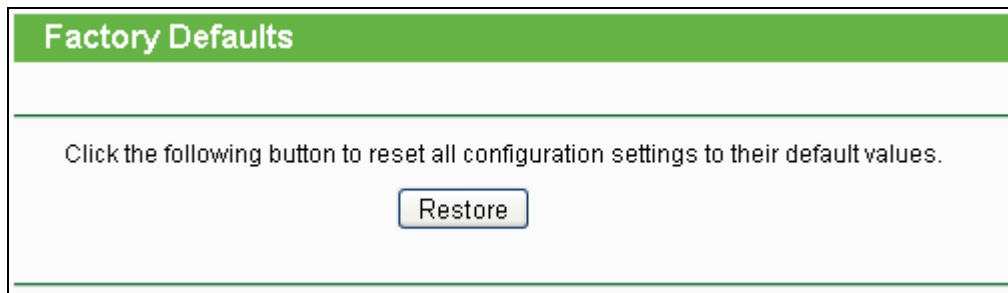 Factory Defaults
Click the following button to reset all configuration settings to their default values.
Restore